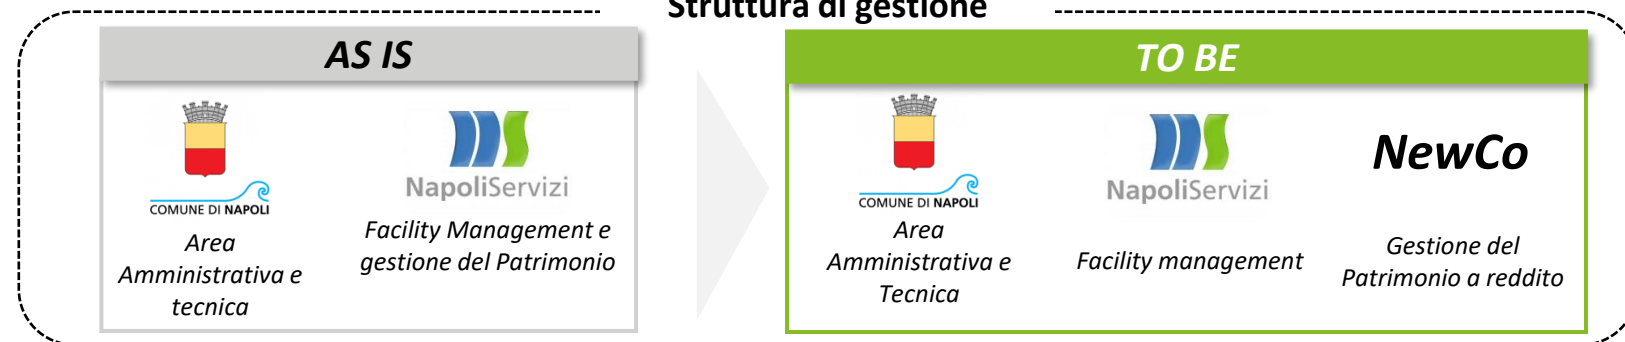 Struttura di gestione
AS IS
COMUNE DI NAPOLI
Area
Amministrativa e
tecnica
NapoliServizi
Facility Management e
gestione del Patrimonio
TO BE
COMUNE DI NAPOLI
Area
Amministrativa e
Tecnica
NapoliServizi
Facility management
NewCo
Gestione del
Patrimonio a reddito